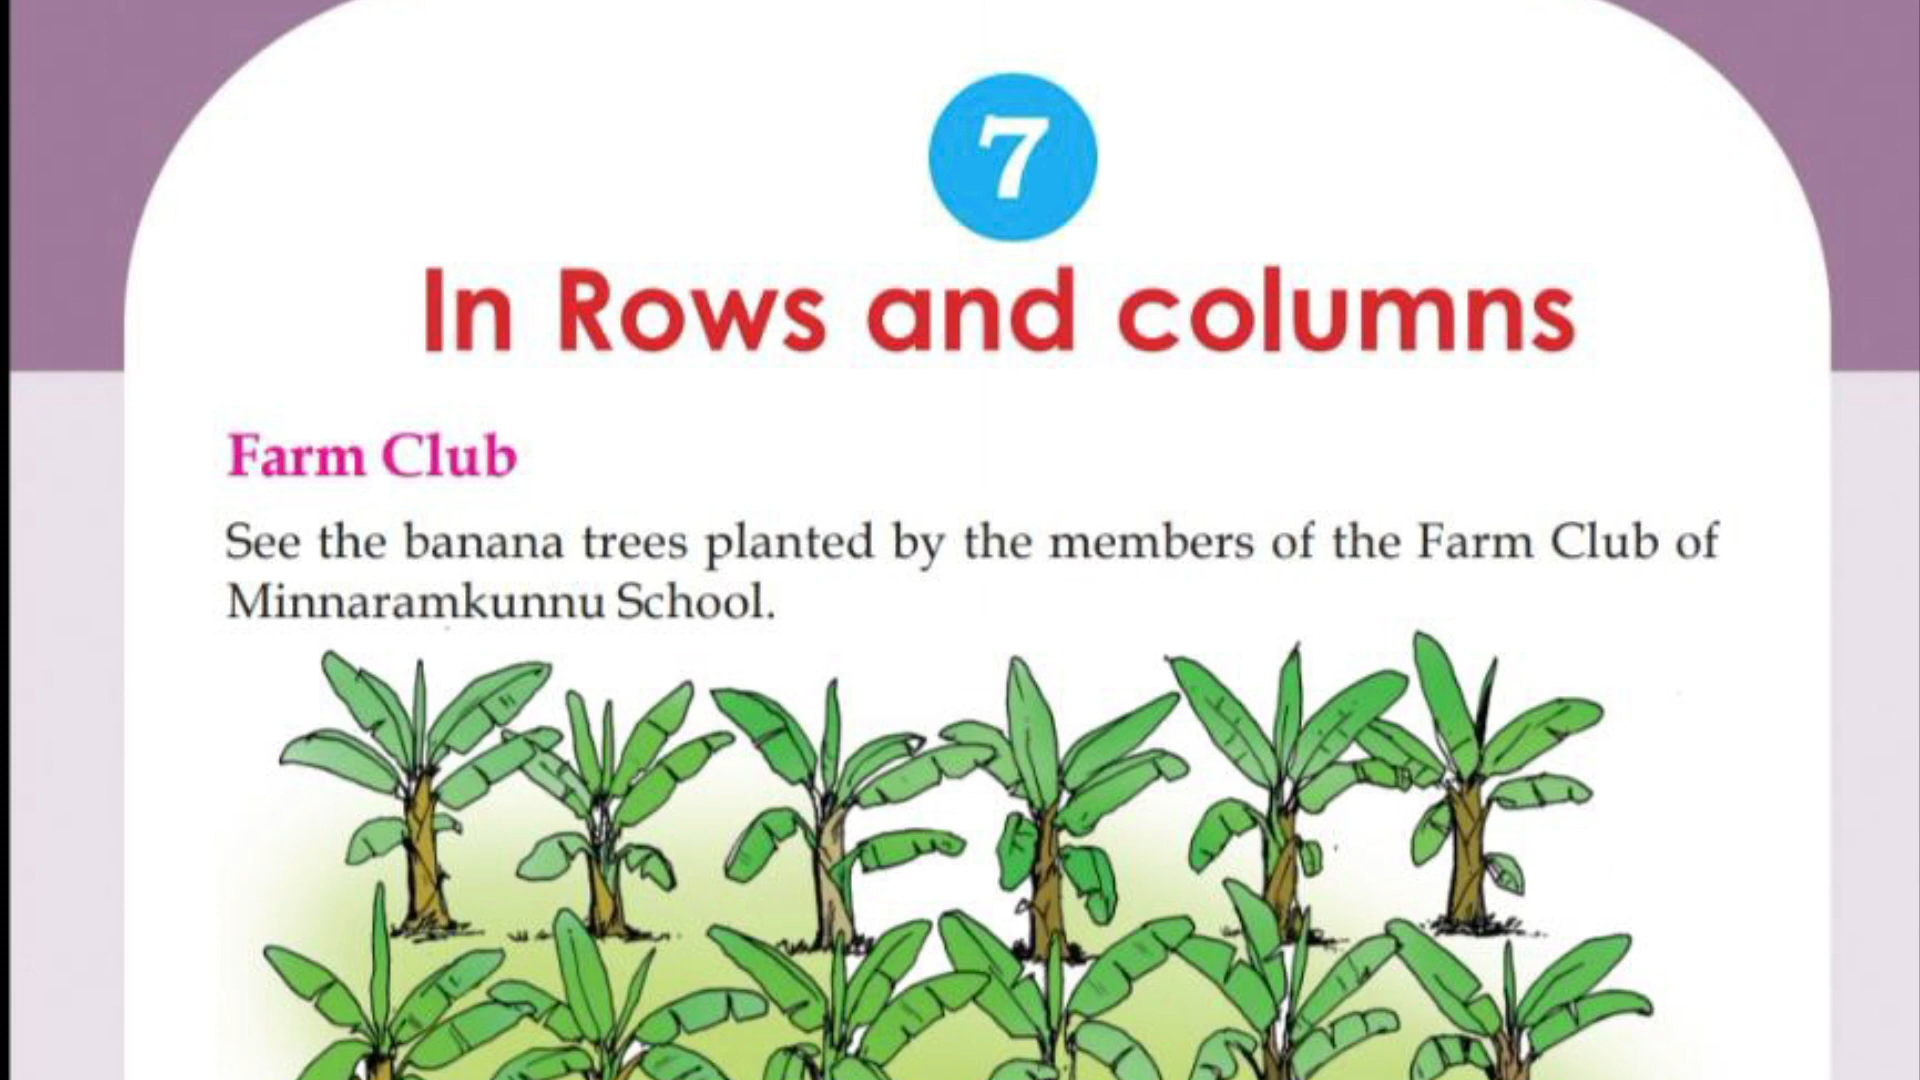 7
In Rows and columns
Farm Club
See the banana trees planted by the members of the Farm Club of
Minnaramkunnu School.